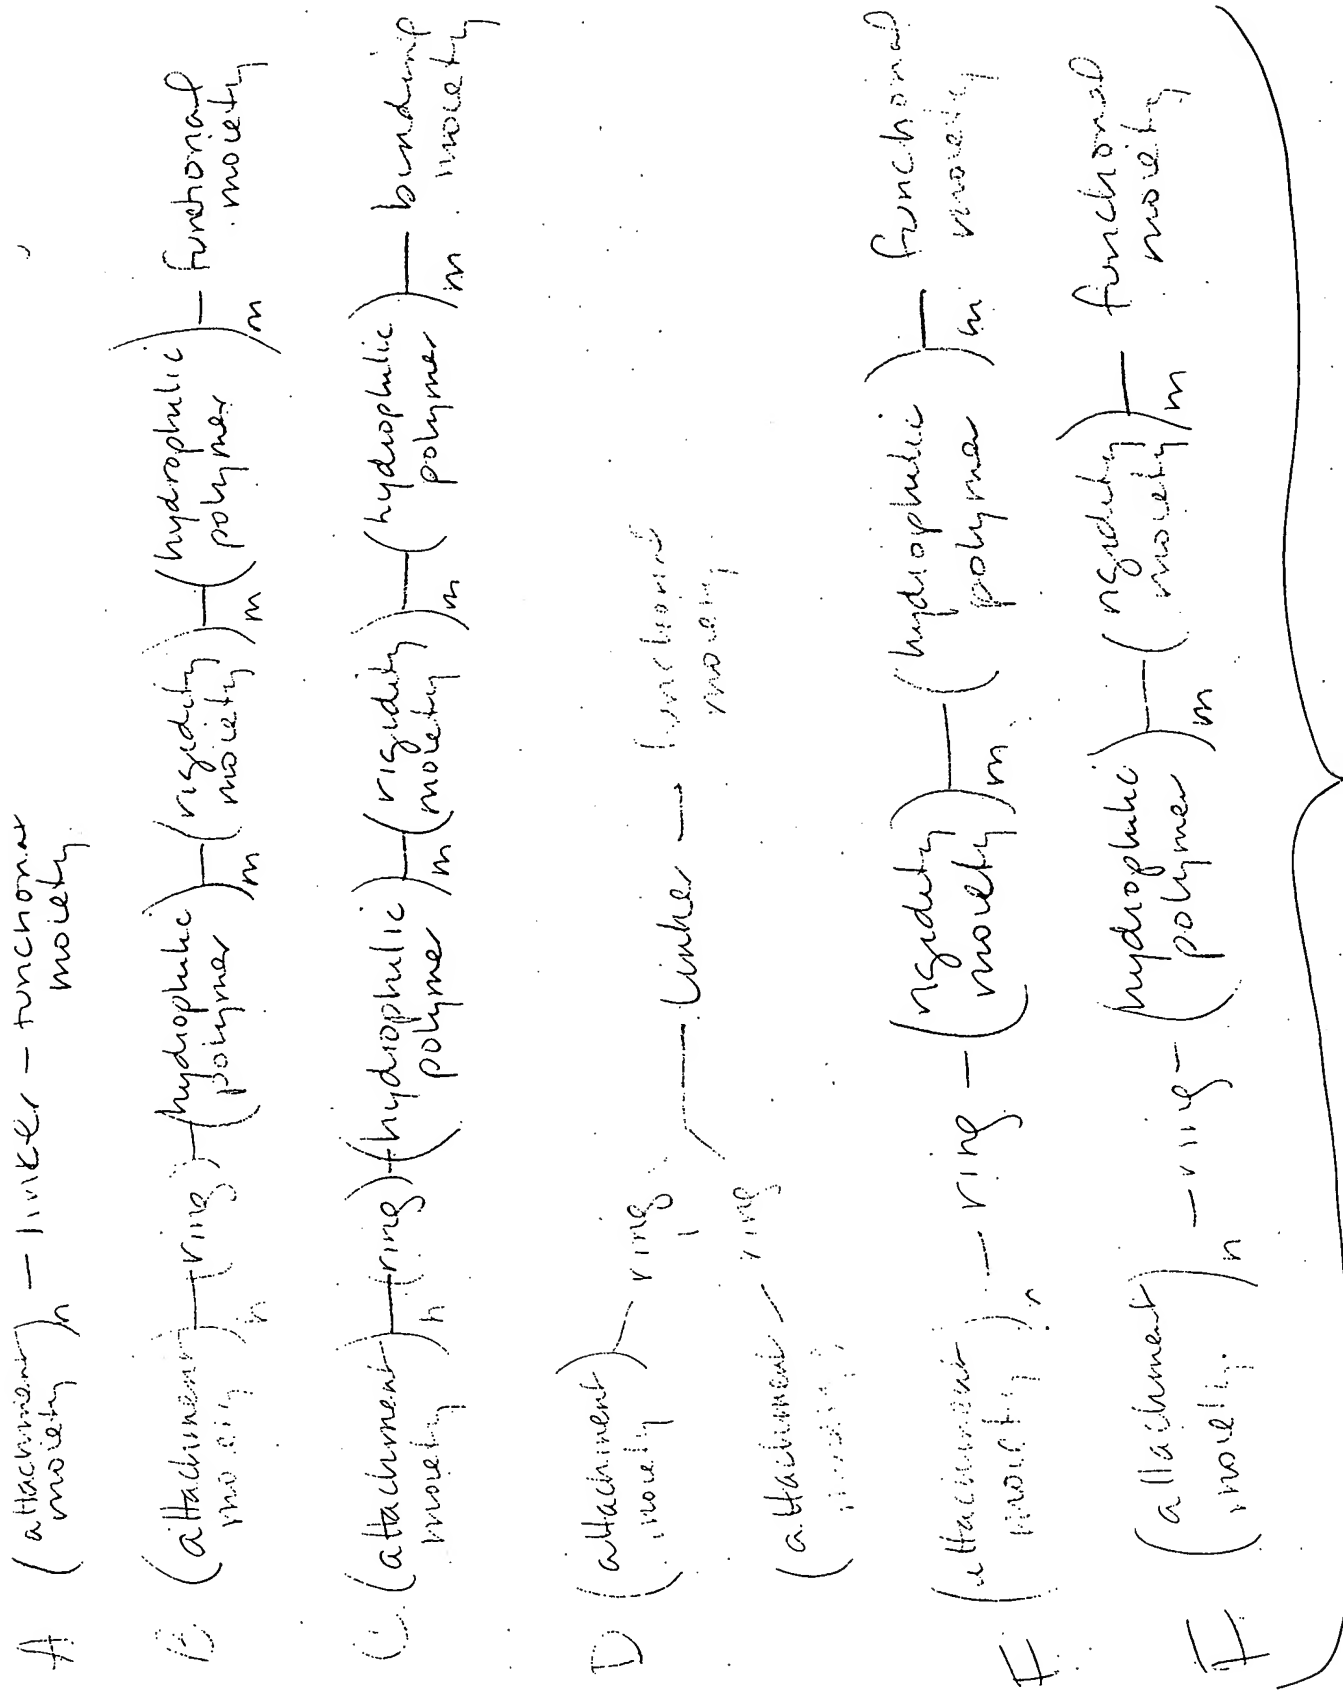 A (attachment moiety)n — linker — functional moiety
B (attachment moiety)n — (ring) — (hydrophilic polymer)m — (rigidity moiety)m — (hydrophilic polymer)m — functional moiety
C (attachment moiety)n — (ring) — (hydrophilic polymer)m — (rigidity moiety)m — (hydrophilic polymer)m — binding moiety
D (attachment moiety) — ring — Linker — functional moiety
(attachment — ring
E (attachment moiety)n — ring — (rigidity moiety)m — (hydrophilic polymer)m — functional moiety
F (attachment moiety)n — ring — (hydrophilic polymer)m — (rigidity moiety)m — functional moiety